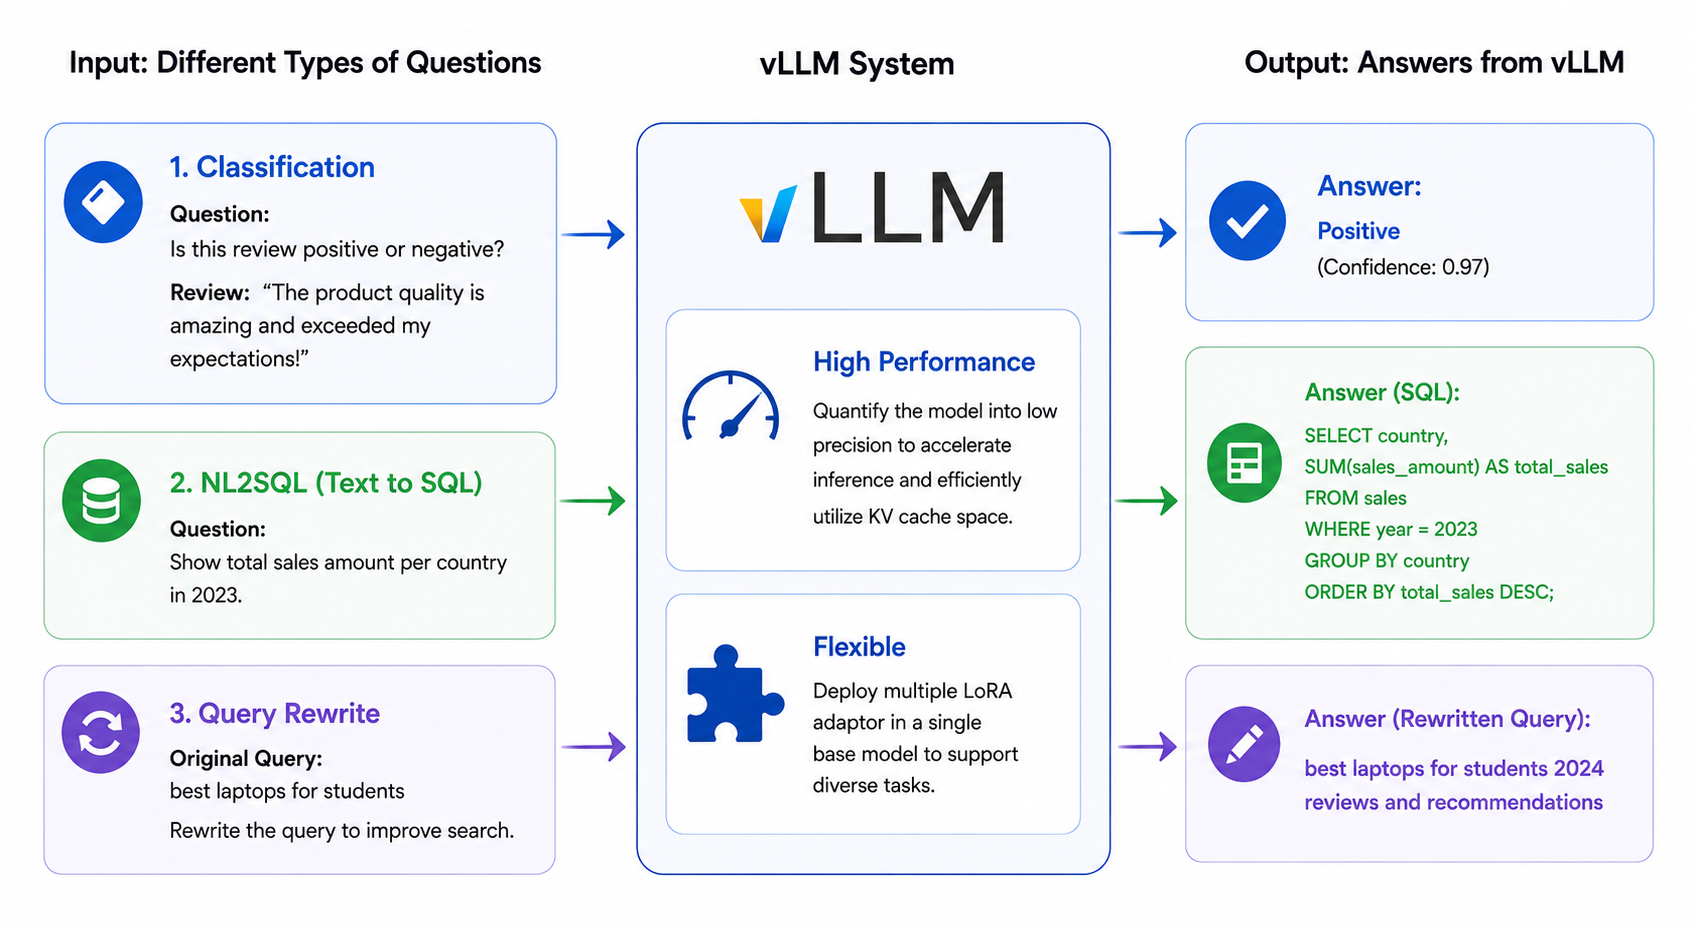 Input: Different Types of Questions
1. Classification
Question:
Is this review positive or negative?
Review: “The product quality is
amazing and exceeded my
expectations!”
2. NL2SQL (Text to SQL)
Question:
Show total sales amount per country
in 2023.
3. Query Rewrite
Original Query:
best laptops for students
Rewrite the query to improve search.
vLLM System
vLLM
High Performance
Quantify the model into low
precision to accelerate
inference and efficiently
utilize KV cache space.
Flexible
Deploy multiple LoRA
adaptor in a single
base model to support
diverse tasks.
Output: Answers from vLLM
Answer:
Positive
(Confidence: 0.97)
Answer (SQL):
SELECT country,
SUM(sales_amount) AS total_sales
FROM sales
WHERE year = 2023
GROUP BY country
ORDER BY total_sales DESC;
Answer (Rewritten Query):
best laptops for students 2024
reviews and recommendations